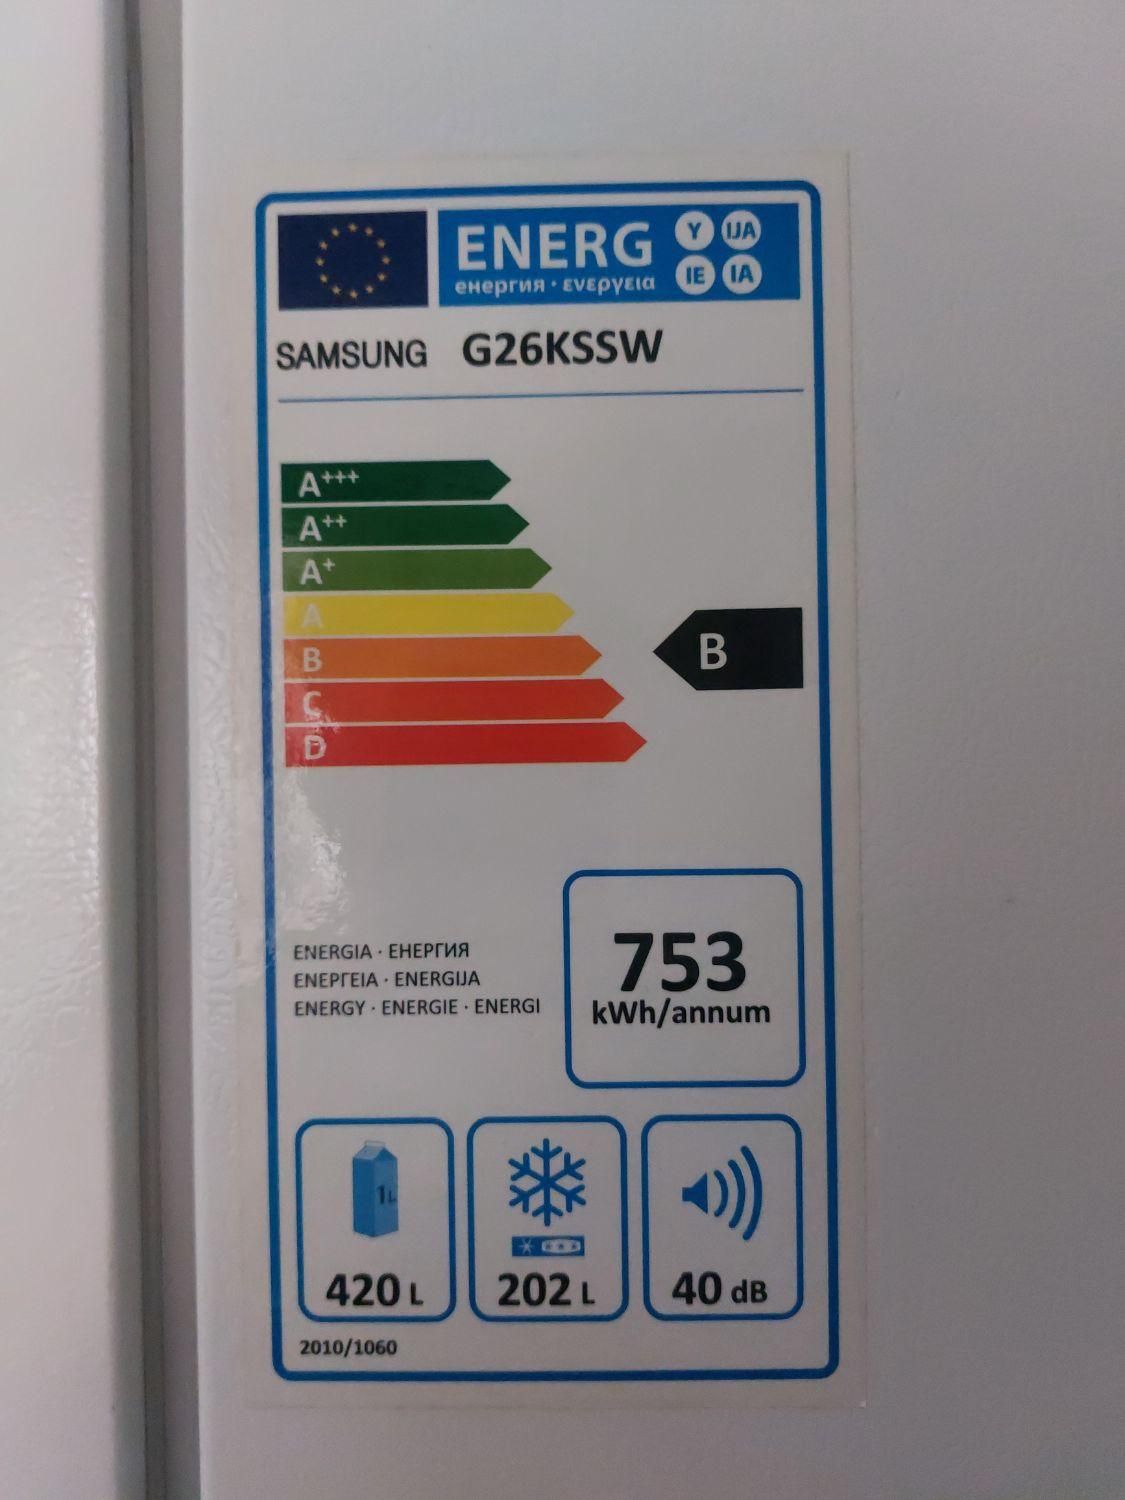 ENERG Y IJA
енергия · ενεργεια IE IA
SAMSUNG G26KSSW
A+++
A++
A+
A
B
B
C
D
753
kWh/annum
ENERGIA · ЕНЕРГИЯ
ΕΝΕΡΓΕΙΑ · ENERGIJA
ENERGY · ENERGIE · ENERGI
1L
420 L
202 L
40 dB
2010/1060